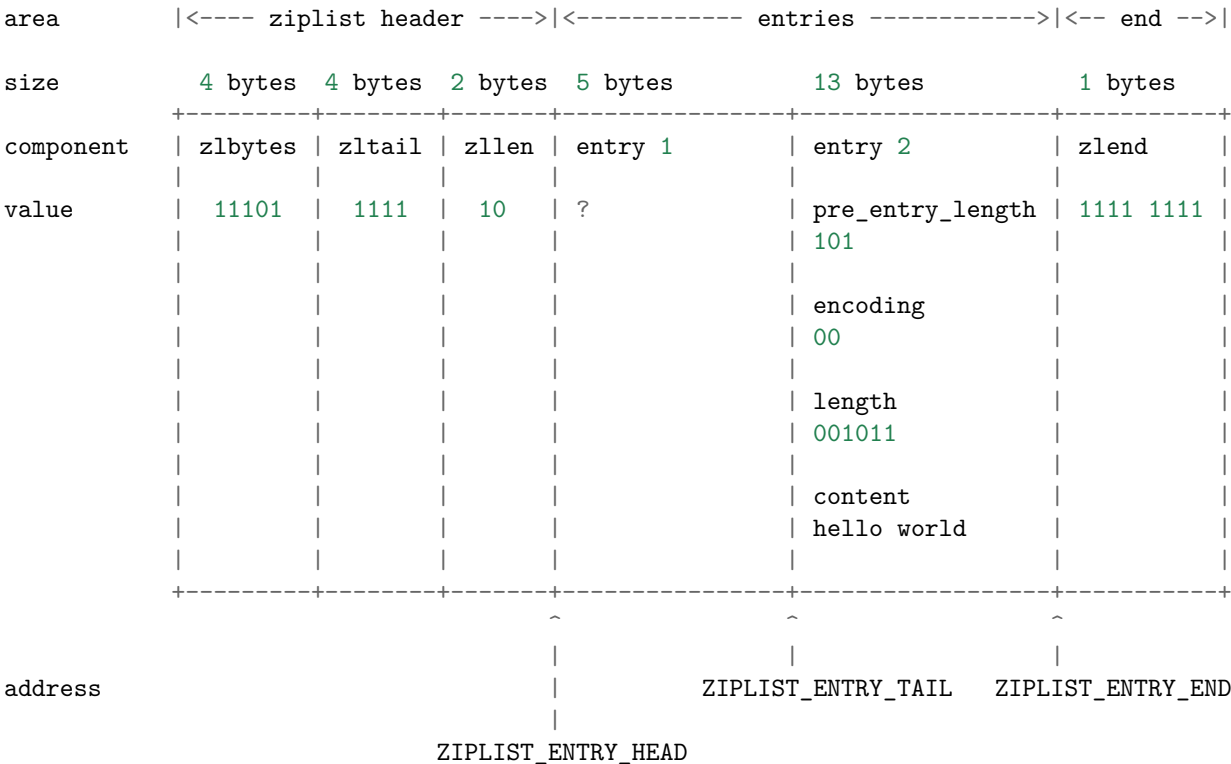 area |<---- ziplist header ---->|<----------- entries ------------>|<-- end -->|
size 4 bytes 4 bytes 2 bytes 5 bytes 13 bytes 1 bytes
+---------+--------+-------+---------------+-----------------+-----------+
component | zlbytes | zltail | zllen | entry 1 | entry 2 | zlend |
| | | | | | |
value | 11101 | 1111 | 10 | ? | pre_entry_length | 1111 1111 |
| | | | | 101 | |
| | | | | | |
| | | | | encoding | |
| | | | | 00 | |
| | | | | | |
| | | | | length | |
| | | | | 001011 | |
| | | | | | |
| | | | | content | |
| | | | | hello world | |
| | | | | | |
+---------+--------+-------+---------------+-----------------+-----------+
^ ^ ^
| | |
address | ZIPLIST_ENTRY_TAIL ZIPLIST_ENTRY_END
|
ZIPLIST_ENTRY_HEAD